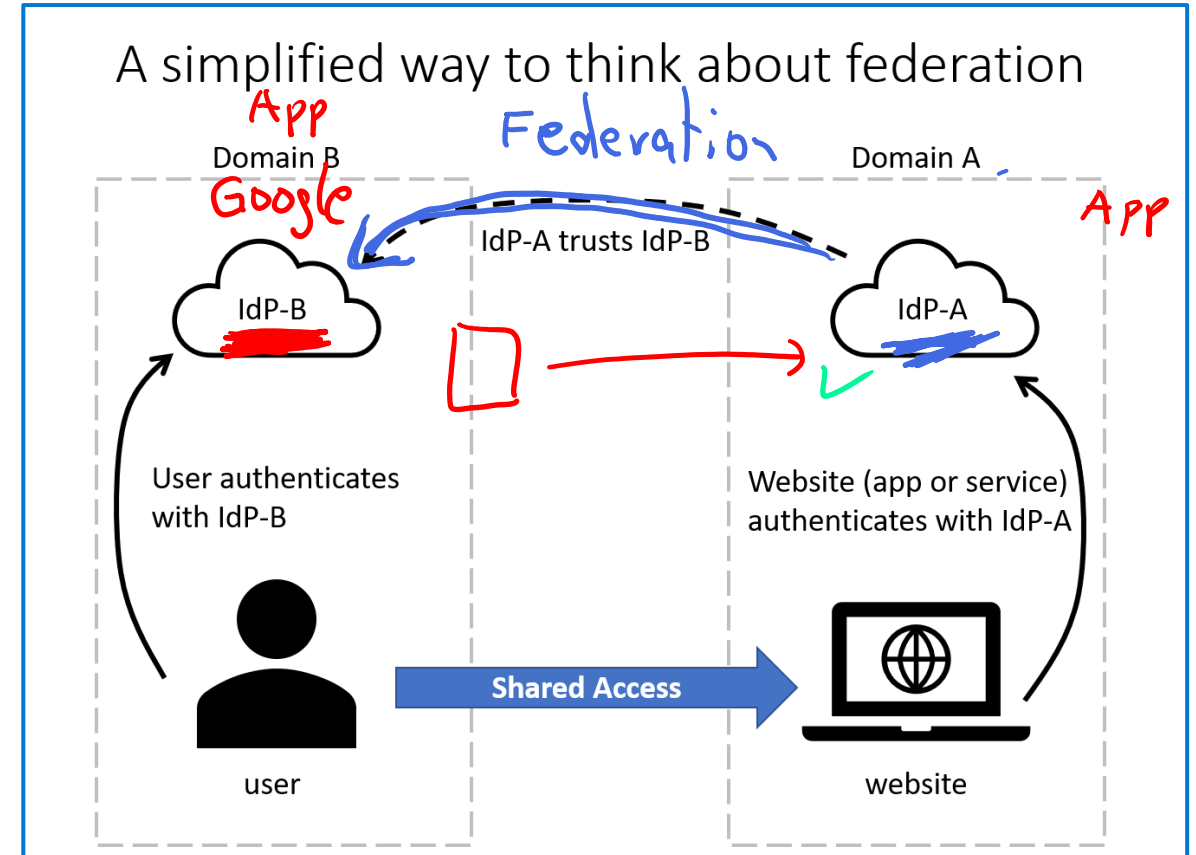 A simplified way to think about federation
App
Federation
Domain B
Domain A
Google
App
IdP-A trusts IdP-B
IdP-B
IdP-A
User authenticates
with IdP-B
Website (app or service)
authenticates with IdP-A
Shared Access
user
website